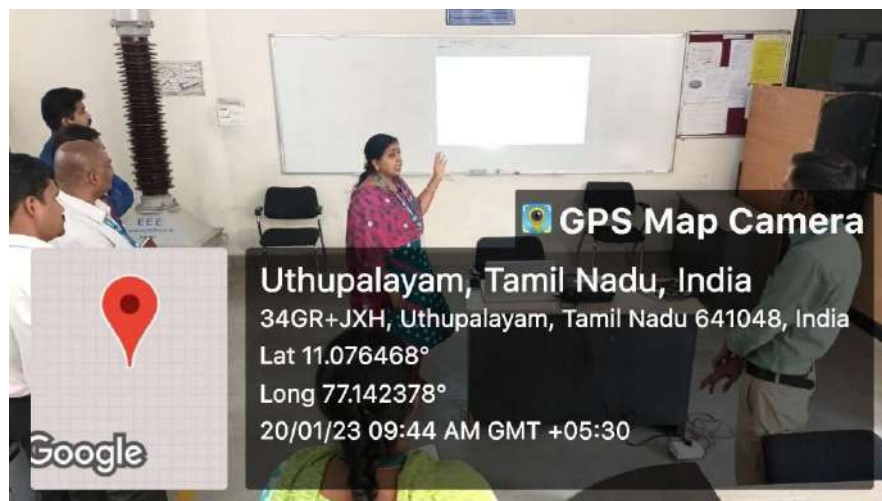 EEE
GPS Map Camera
Uthupalayam, Tamil Nadu, India
34GR+JXH, Uthupalayam, Tamil Nadu 641048, India
Lat 11.076468°
Long 77.142378°
20/01/23 09:44 AM GMT +05:30
Google